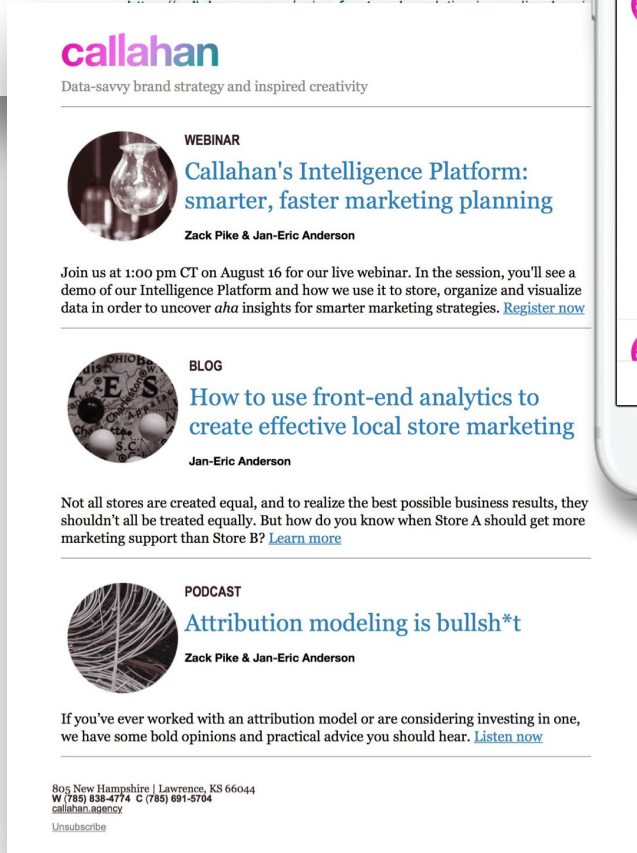 callahan
Data-savvy brand strategy and inspired creativity
WEBINAR
Callahan's Intelligence Platform:
smarter, faster marketing planning
Zack Pike & Jan-Eric Anderson
Join us at 1:00 pm CT on August 16 for our live webinar. In the session, you'll see a
demo of our Intelligence Platform and how we use it to store, organize and visualize
data in order to uncover aha insights for smarter marketing strategies. Register now
OHIO
E S
Charleston
S.C.
BLOG
How to use front-end analytics to
create effective local store marketing
Jan-Eric Anderson
Not all stores are created equal, and to realize the best possible business results, they
shouldn't all be treated equally. But how do you know when Store A should get more
marketing support than Store B? Learn more
PODCAST
Attribution modeling is bullsh*t
Zack Pike & Jan-Eric Anderson
If you've ever worked with an attribution model or are considering investing in one,
we have some bold opinions and practical advice you should hear. Listen now
805 New Hampshire | Lawrence, KS 66044
W (785) 838-4774 C (785) 691-5704
callahan.agency
Unsubscribe